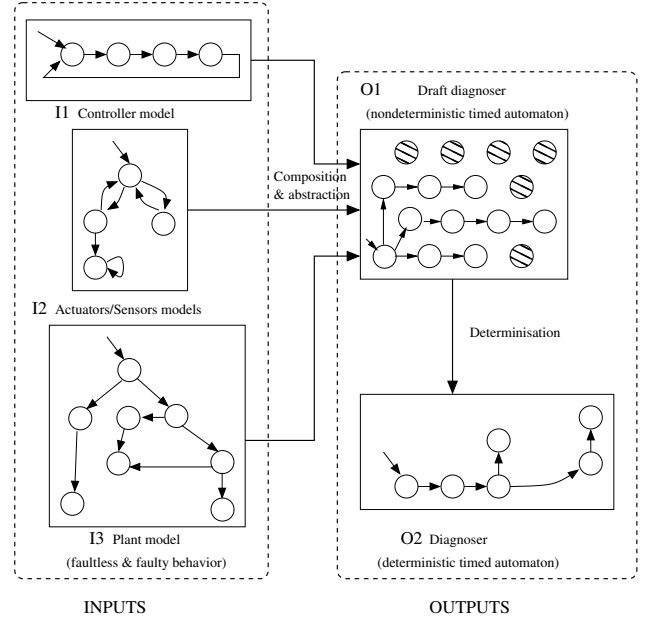 I1 Controller model
I2 Actuators/Sensors models
I3 Plant model
(faultless & faulty behavior)
INPUTS
Composition
& abstraction
O1 Draft diagnoser
(nondeterministic timed automaton)
Determinisation
O2 Diagnoser
(deterministic timed automaton)
OUTPUTS